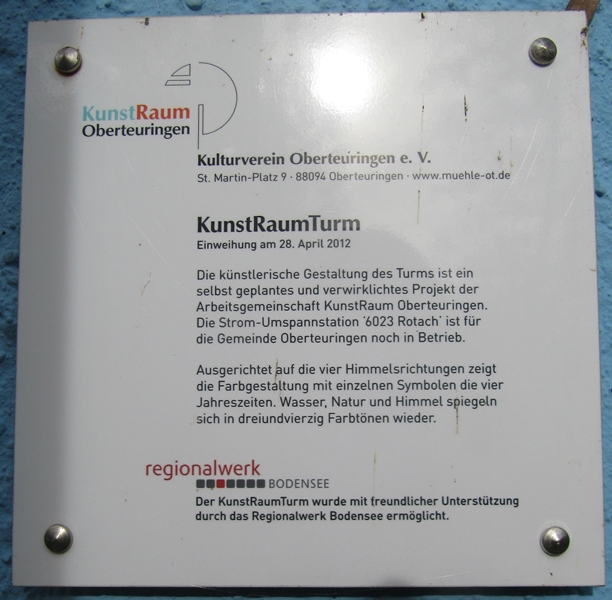 KunstRaum
Oberteuringen
Kulturverein Oberteuringen e. V.
St. Martin-Platz 9 · 88094 Oberteuringen · www.muehle-ot.de
KunstRaumTurm
Einweihung am 28. April 2012
Die künstlerische Gestaltung des Turms ist ein
selbst geplantes und verwirklichtes Projekt der
Arbeitsgemeinschaft KunstRaum Oberteuringen.
Die Strom-Umspannstation '6023 Rotach' ist für
die Gemeinde Oberteuringen noch in Betrieb.
Ausgerichtet auf die vier Himmelsrichtungen zeigt
die Farbgestaltung mit einzelnen Symbolen die vier
Jahreszeiten. Wasser, Natur und Himmel spiegeln
sich in dreiundvierzig Farbtönen wieder.
regionalwerk
BODENSEE
Der KunstRaumTurm wurde mit freundlicher Unterstützung
durch das Regionalwerk Bodensee ermöglicht.